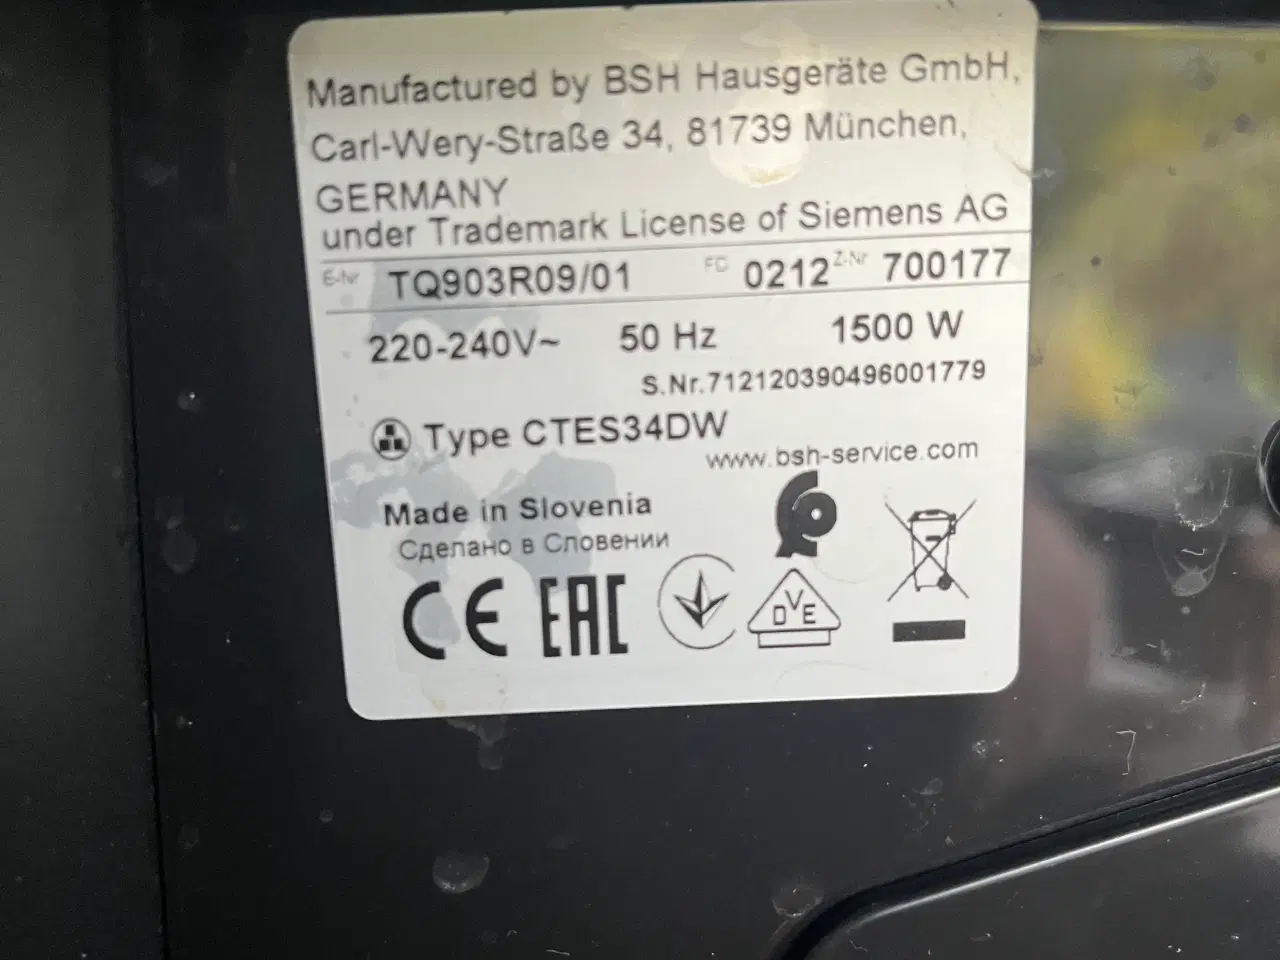 Manufactured by BSH Hausgeräte GmbH,
Carl-Wery-Straße 34, 81739 München,
GERMANY
under Trademark License of Siemens AG
E-Nr TQ903R09/01 FD 0212 Z-Nr 700177
220-240V~ 50 Hz 1500 W
S.Nr.712120390496001779
Type CTES34DW
www.bsh-service.com
Made in Slovenia
Сделано в Словении
CE EAC DVE